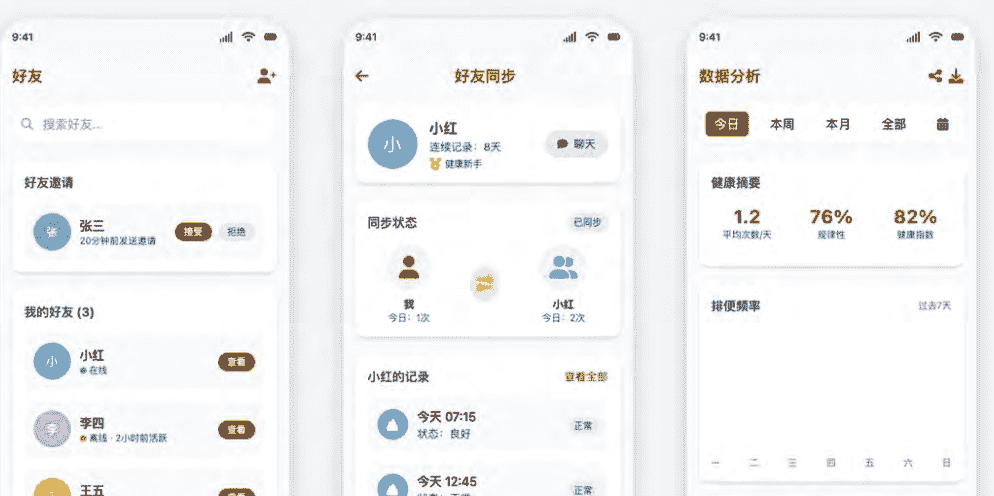 9:41
好友
搜索好友...
好友邀请
张
张三
20分钟前发送邀请
接受
拒绝
我的好友 (3)
小
小红
在线
查看
李四
离线 · 2小时前活跃
查看
王五
9:41
好友同步
小
小红
连续记录：8天
健康新手
聊天
同步状态
已同步
我
今日：1次
小红
今日：2次
小红的记录
查看全部
今天 07:15
状态：良好
正常
今天 12:45
正常
9:41
数据分析
今日
本周
本月
全部
健康摘要
1.2
76%
82%
平均次数/天
规律性
健康指数
排便频率
过去7天
一
二
三
四
五
六
日